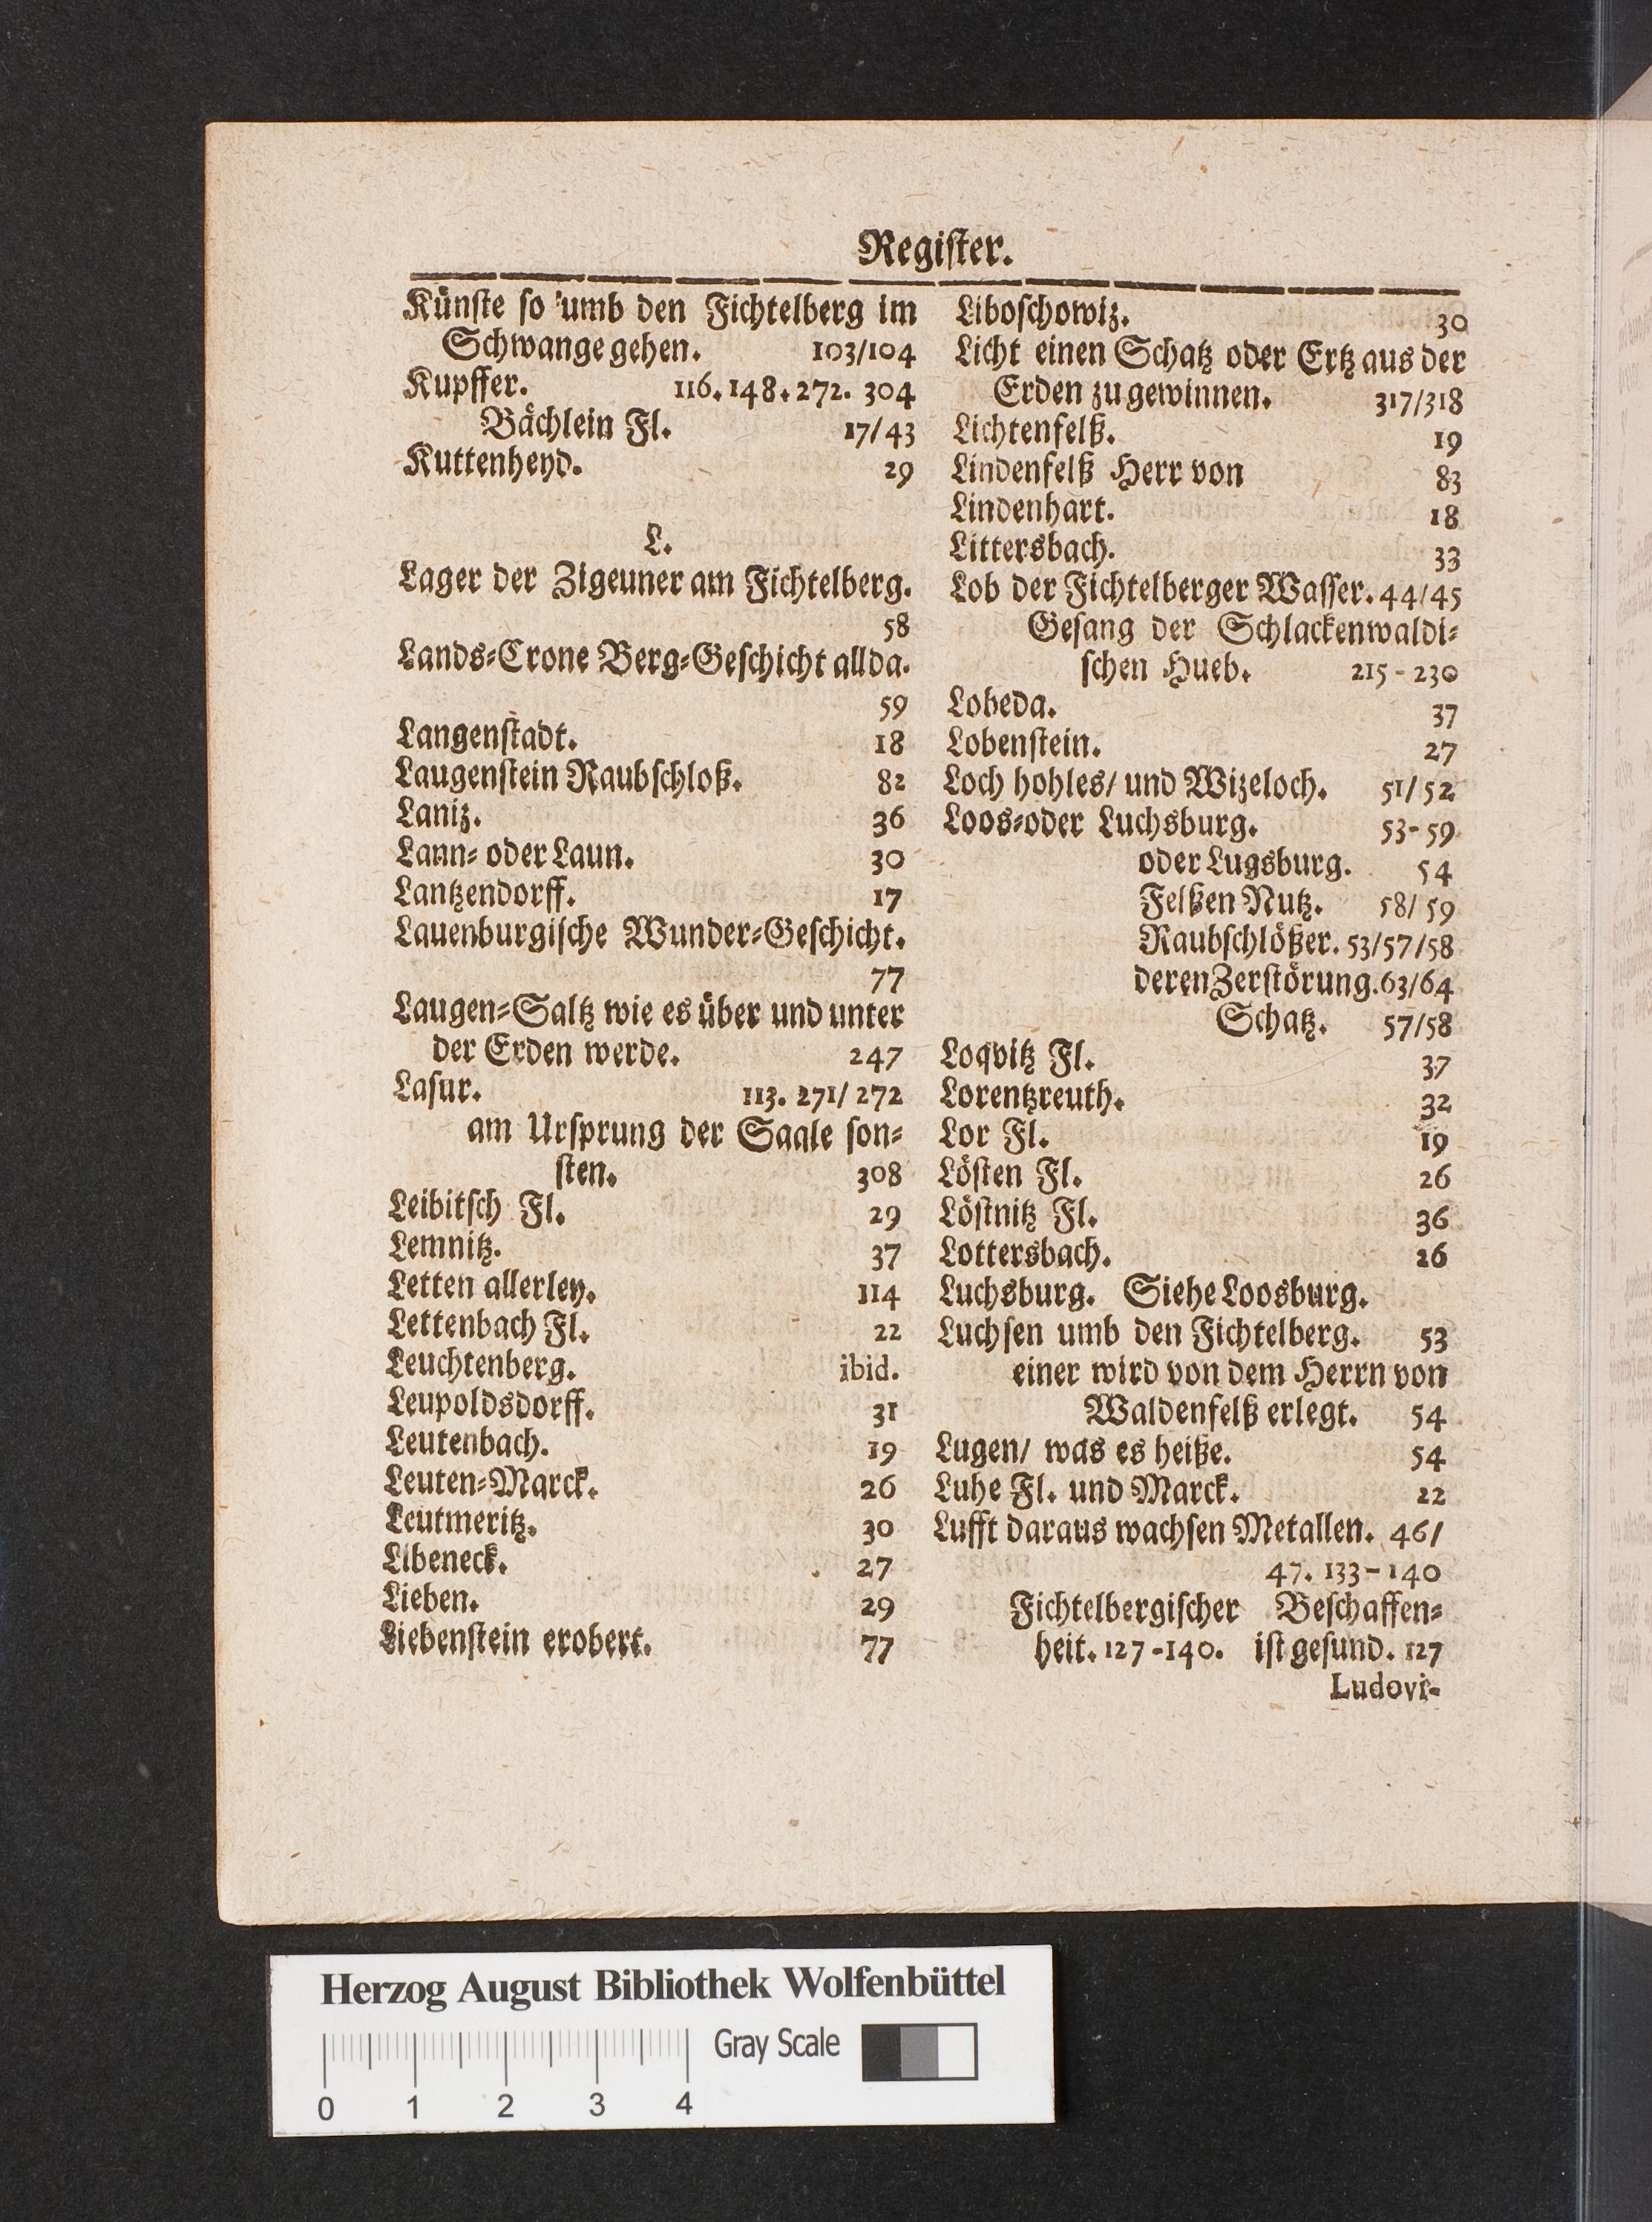 Regiſter.
Künſte ſo umb den Fichtelberg im
Schwange gehen. 103/104
Kupffer. 116. 148. 272. 304
Bächlein Fl. 17/43
Kuttenheyd. 29
L.
Lager der Zigeuner am Fichtelberg.
58
Lands=Crone Berg=Geſchicht allda.
59
Langenſtadt. 18
Laugenſtein Raubſchloß. 82
Laniz. 36
Lann= oder Laun. 30
Lantzendorff. 17
Lauenburgiſche Wunder=Geſchicht.
77
Laugen=Saltz wie es über und unter
der Erden werde. 247
Laſur. 113. 271/272
am Urſprung der Saale ſon=
ſten. 308
Leibitſch Fl. 29
Lemnitz. 37
Letten allerley. 114
Lettenbach Fl. 22
Leuchtenberg. ibid.
Leupoldsdorff. 31
Leutenbach. 19
Leuten=Marck. 26
Leutmeritz. 30
Libeneck. 27
Lieben. 29
Liebenſtein erobert. 77
Liboſchowiz. 30
Licht einen Schatz oder Ertz aus der
Erden zu gewinnen. 317/318
Lichtenfelß. 19
Lindenfelß Herr von 83
Lindenhart. 18
Littersbach. 33
Lob der Fichtelberger Waſſer. 44/45
Geſang der Schlackenwaldi=
ſchen Hueb. 215-230
Lobeda. 37
Lobenſtein. 27
Loch hohles/ und Wizeloch. 51/52
Loos=oder Luchsburg. 53-59
oder Lugsburg. 54
Felßen Nutz. 58/59
Raubſchlößer. 53/57/58
deren Zerſtörung. 63/64
Schatz. 57/58
Loqvitz Fl. 37
Lorentzreuth. 32
Lor Fl. 19
Löſten Fl. 26
Löſtnitz Fl. 36
Lottersbach. 26
Luchsburg. Siehe Loosburg.
Luchſen umb den Fichtelberg. 53
einer wird von dem Herrn von
Waldenfelß erlegt. 54
Lugen/ was es heiße. 54
Luhe Fl. und Marck. 22
Lufft daraus wachſen Metallen. 46/
47. 133-140
Fichtelbergiſcher Beſchaffen=
heit. 127-140. iſt geſund. 127
Ludovi-
Herzog August Bibliothek Wolfenbüttel
Gray Scale
0 1 2 3 4